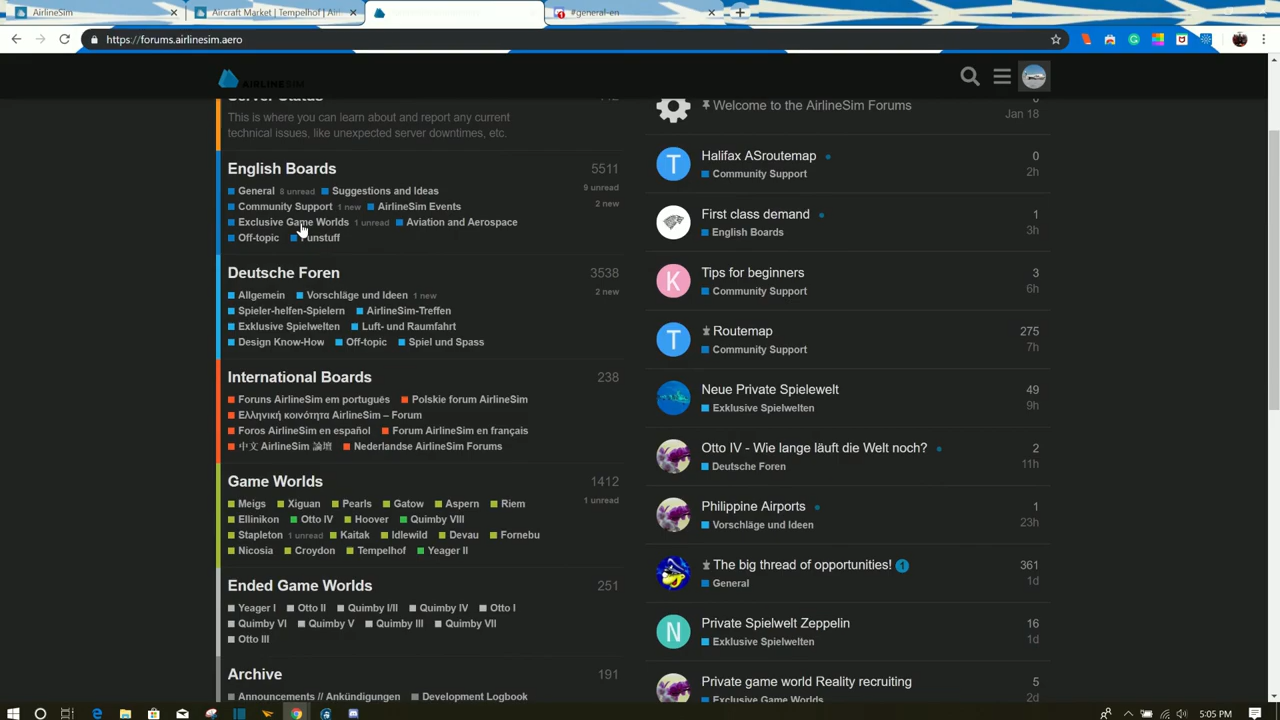 AirlineSim
Aircraft Market | Tempelhof | Airl
#general-en
https://forums.airlinesim.aero
AIRLINESIM
Server Status
This is where you can learn about and report any current
technical issues, like unexpected server downtimes, etc.
English Boards 5511
General 8 unread Suggestions and Ideas 9 unread
Community Support 1 new AirlineSim Events 2 new
Exclusive Game Worlds 1 unread Aviation and Aerospace
Off-topic Funstuff
Deutsche Foren 3538
Allgemein Vorschläge und Ideen 1 new 2 new
Spieler-helfen-Spielern AirlineSim-Treffen
Exklusive Spielwelten Luft- und Raumfahrt
Design Know-How Off-topic Spiel und Spass
International Boards 238
Foruns AirlineSim em português Polskie forum AirlineSim
Ελληνική κοινότητα AirlineSim – Forum
Foros AirlineSim en español Forum AirlineSim en français
中文 AirlineSim 論壇 Nederlandse AirlineSim Forums
Game Worlds 1412
Meigs Xiguan Pearls Gatow Aspern Riem 1 unread
Ellinikon Otto IV Hoover Quimby VIII
Stapleton 1 unread Kaitak Idlewild Devau Fornebu
Nicosia Croydon Tempelhof Yeager II
Ended Game Worlds 251
Yeager I Otto II Quimby I/II Quimby IV Otto I
Quimby VI Quimby V Quimby III Quimby VII
Otto III
Archive 191
Announcements // Ankündigungen Development Logbook
Welcome to the AirlineSim Forums
Jan 18
T Halifax ASroutemap 0
Community Support 2h
First class demand 1
English Boards 3h
K Tips for beginners 3
Community Support 6h
T Routemap 275
Community Support 7h
Neue Private Spielewelt 49
Exklusive Spielwelten 9h
Otto IV - Wie lange läuft die Welt noch? 2
Deutsche Foren 11h
Philippine Airports 1
Vorschläge und Ideen 23h
The big thread of opportunities! 1 361
General 1d
N Private Spielwelt Zeppelin 16
Exklusive Spielwelten 1d
Private game world Reality recruiting 5
Exclusive Game Worlds 2d
5:05 PM